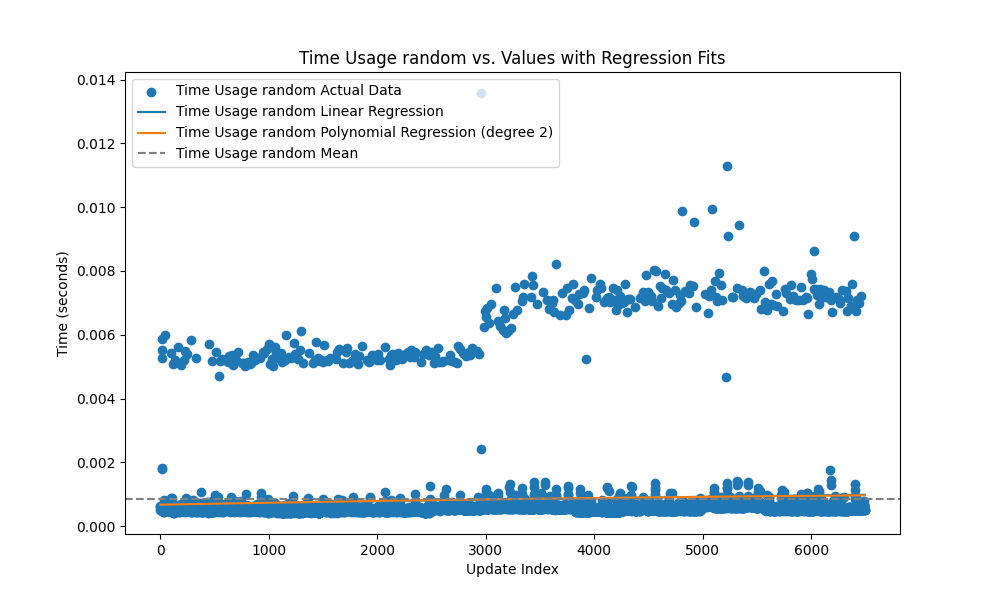 Time Usage random vs. Values with Regression Fits
Time Usage random Actual Data
Time Usage random Linear Regression
Time Usage random Polynomial Regression (degree 2)
Time Usage random Mean
Time (seconds)
0.014
0.012
0.010
0.008
0.006
0.004
0.002
0.000
0 1000 2000 3000 4000 5000 6000
Update Index